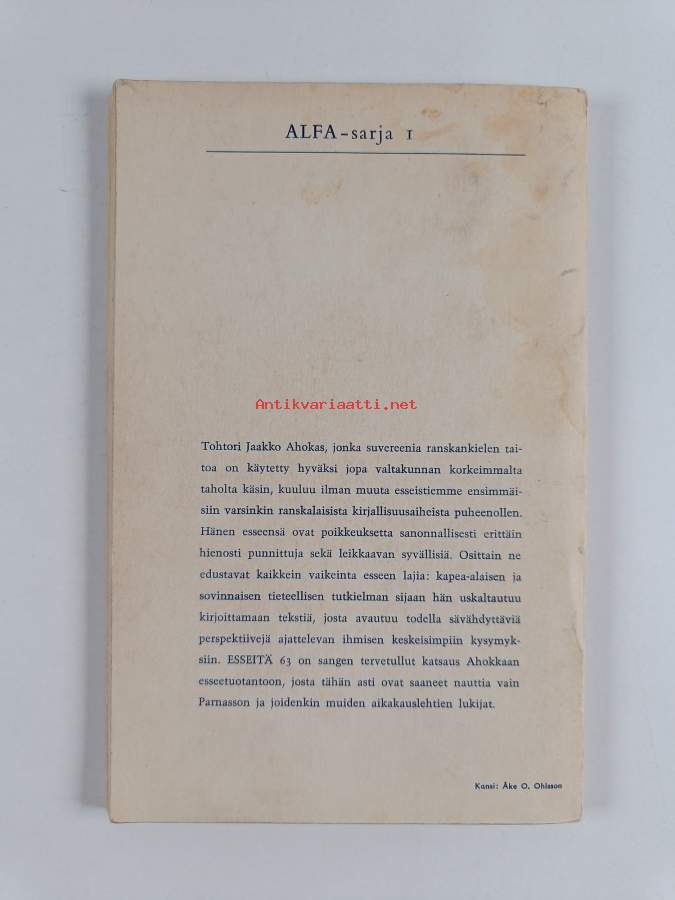 ALFA-sarja 1
Antikvariaatti.net
Tohtori Jaakko Ahokas, jonka suvereenia ranskankielen tai-
toa on käytetty hyväksi jopa valtakunnan korkeimmalta
taholta käsin, kuuluu ilman muuta esseistiemme ensimmäi-
siin varsinkin ranskalaisista kirjallisuusaiheista puheenollen.
Hänen esseensä ovat poikkeuksetta sanonnallisesti erittäin
hienosti punnittuja sekä leikkaavan syvällisiä. Osittain ne
edustavat kaikkein vaikeinta esseen lajia: kapea-alaisen ja
sovinnaisen tieteellisen tutkielman sijaan hän uskaltautuu
kirjoittamaan tekstiä, josta avautuu todella sävähdyttäviä
perspektiivejä ajattelevan ihmisen keskeisimpiin kysymyk-
siin. ESSEITÄ 63 on sangen tervetullut katsaus Ahokkaan
esseetuotantoon, josta tähän asti ovat saaneet nauttia vain
Parnasson ja joidenkin muiden aikakauslehtien lukijat.
Kansi: Åke O. Ohlsson